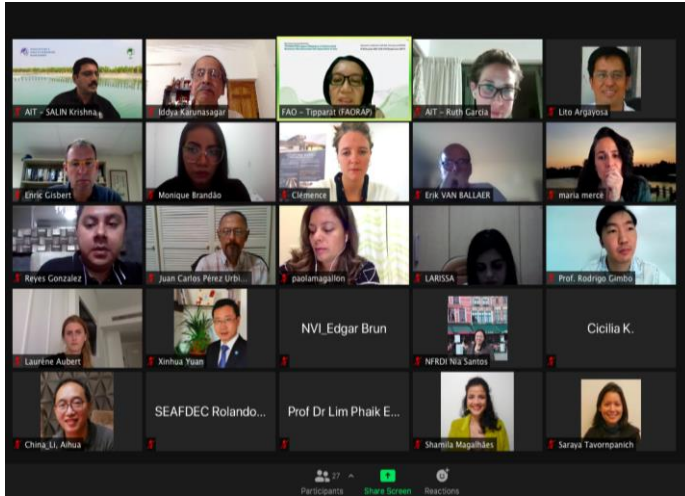 AIT - SALIN Krishna
Iddya Karunasagar
FAO - Tipparat (FAORAP)
AIT - Ruth Garcia
Lito Argayosa
Enric Gisbert
Monique Brandão
Clémence
Erik VAN BALLAER
maria mercè
Reyes Gonzalez
Juan Carlos Pérez Urbi...
paolamagallon
LARISSA
Prof. Rodrigo Gimbo
Laurène Aubert
Xinhua Yuan
NVI_Edgar Brun
NFRDI Nia Santos
Cicilia K.
China_Li, Aihua
SEAFDEC Rolando...
Prof Dr Lim Phaik E...
Shamila Magalhães
Saraya Tavornpanich
27
Participants
Share Screen
Reactions